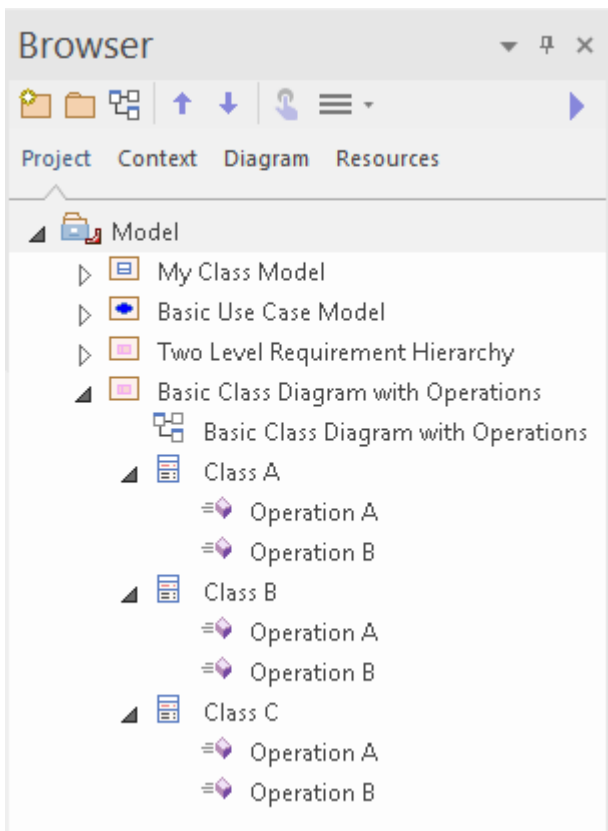 Browser
Project Context Diagram Resources
Model
My Class Model
Basic Use Case Model
Two Level Requirement Hierarchy
Basic Class Diagram with Operations
Basic Class Diagram with Operations
Class A
Operation A
Operation B
Class B
Operation A
Operation B
Class C
Operation A
Operation B